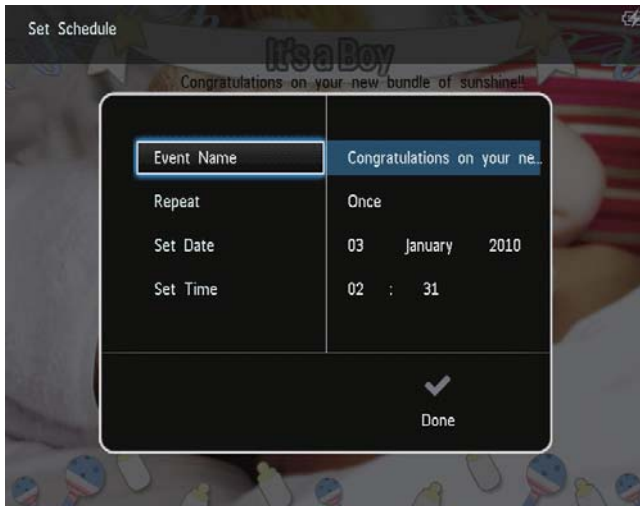 Set Schedule
It's a Boy
Congratulations on your new bundle of sunshine!!
Event Name Congratulations on your ne...
Repeat Once
Set Date 03 January 2010
Set Time 02 : 31
Done